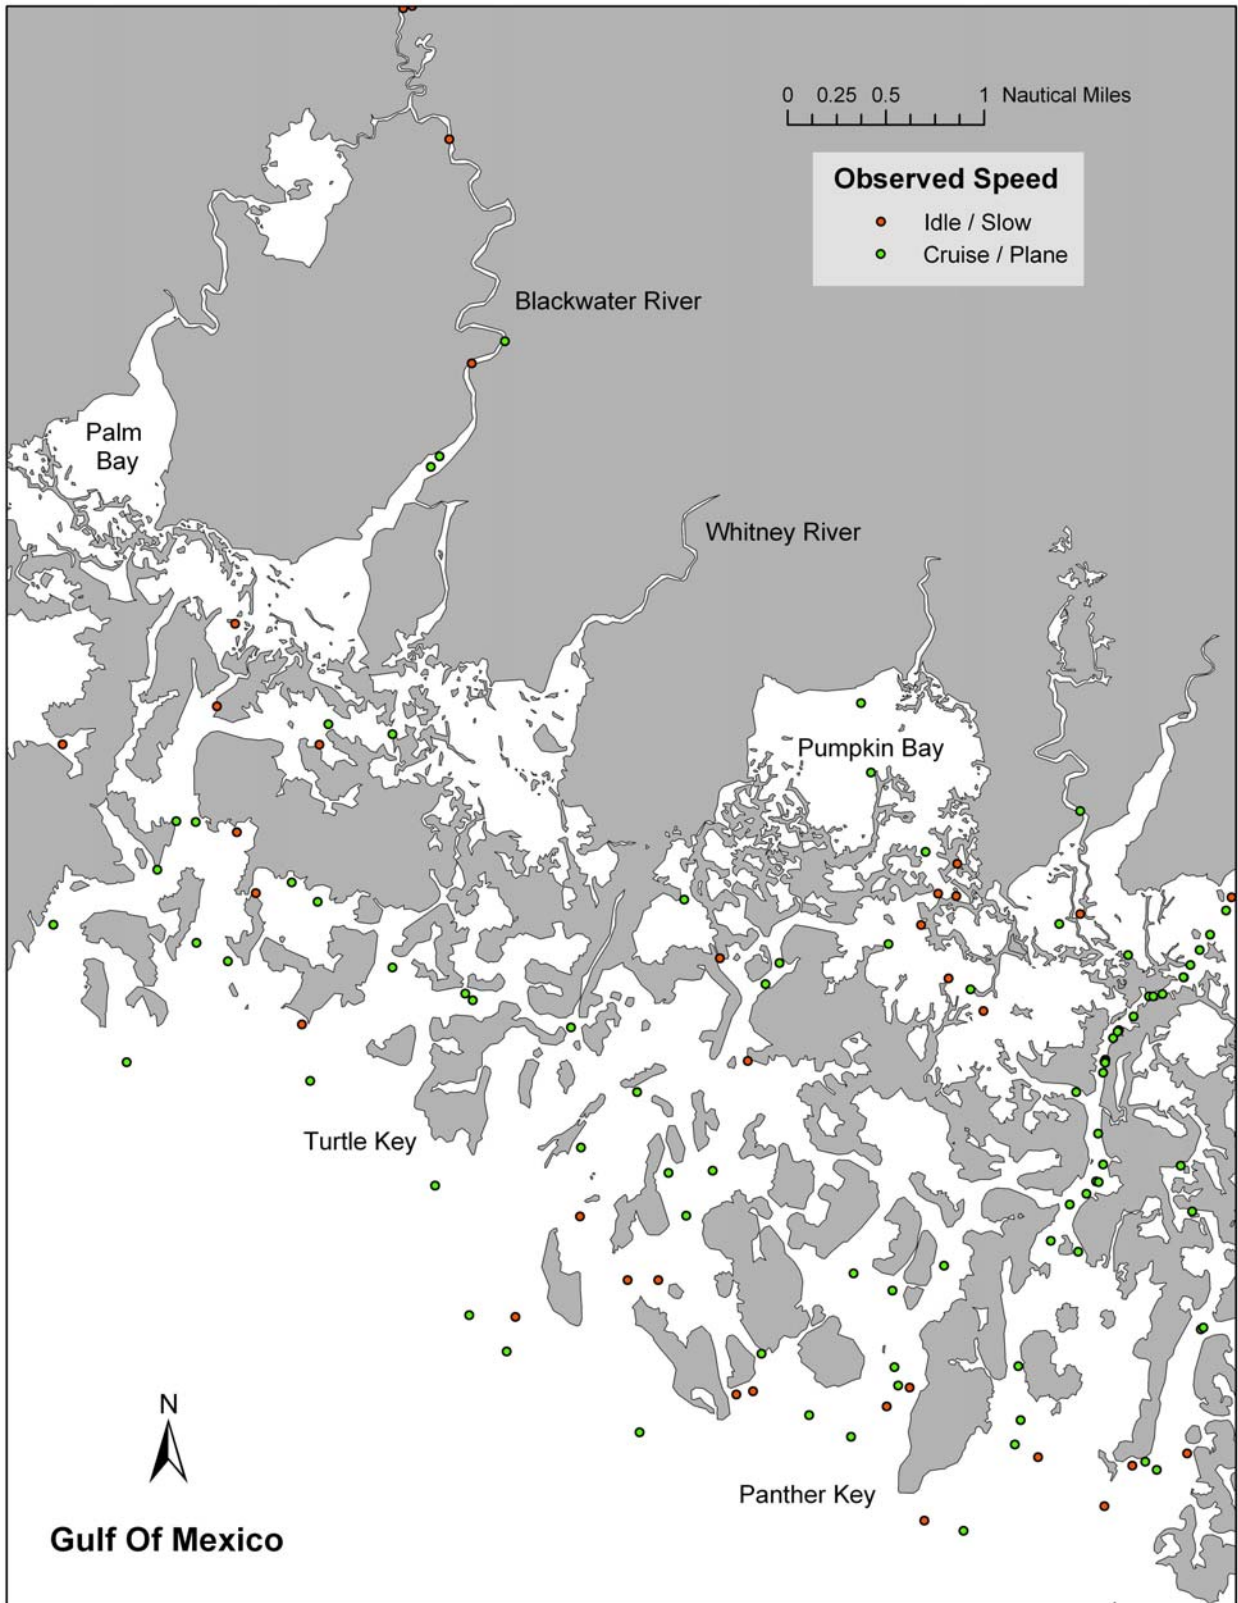 0 0.25 0.5 1 Nautical Miles
Observed Speed
Idle / Slow
Cruise / Plane
Blackwater River
Palm
Bay
Whitney River
Pumpkin Bay
Turtle Key
N
Panther Key
Gulf Of Mexico